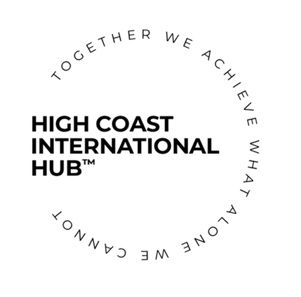 TOGETHER WE ACHIEVE WHAT ALONE WE CANNOT
HIGH COAST
INTERNATIONAL
HUB™